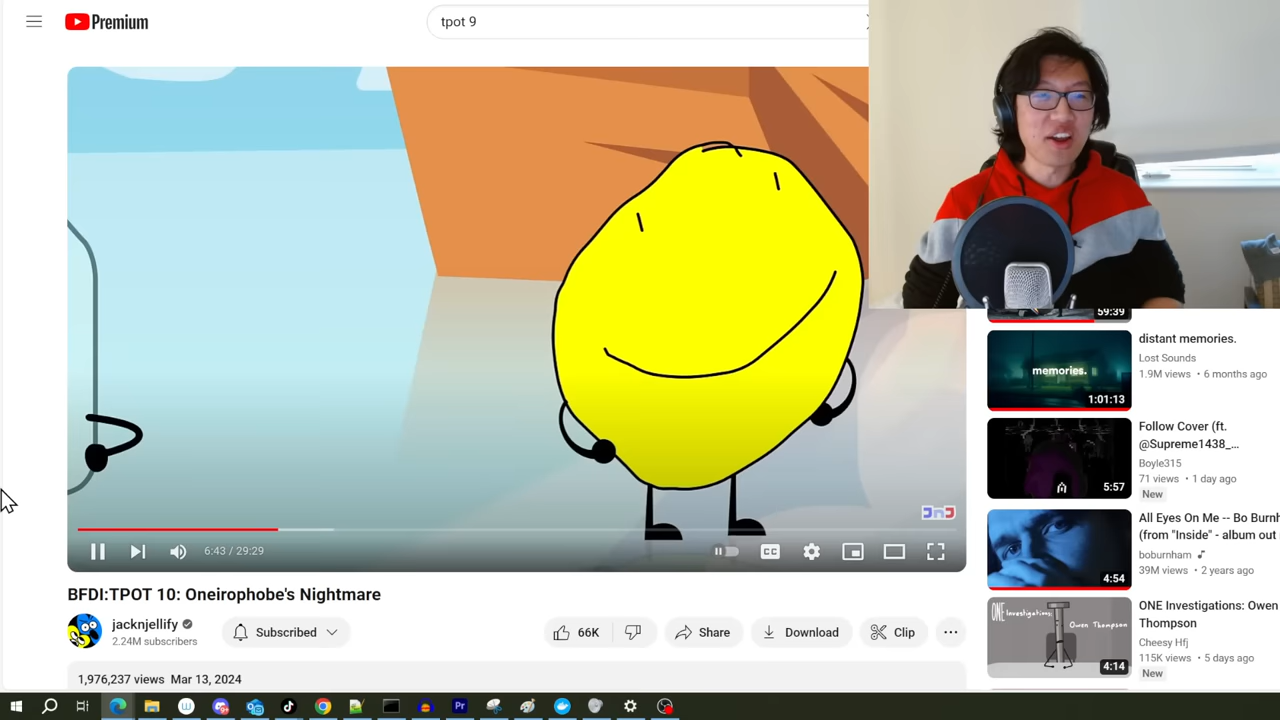 Premium
tpot 9
6:43 / 29:29
CC
BFDI:TPOT 10: Oneirophobe's Nightmare
jacknjellify
2.24M subscribers
Subscribed
66K
Share
Download
Clip
1,976,237 views Mar 13, 2024
59:39
memories.
1:01:13
distant memories.
Lost Sounds
1.9M views • 6 months ago
5:57
Follow Cover (ft.
@Supreme1438_...
Boyle315
71 views • 1 day ago
New
4:54
All Eyes On Me -- Bo Burnh
(from "Inside" - album out
boburnham
39M views • 2 years ago
ONE Investigations:
Owen Thompson
4:14
ONE Investigations: Owen
Thompson
Cheesy Hfj
115K views • 5 days ago
New
Pr